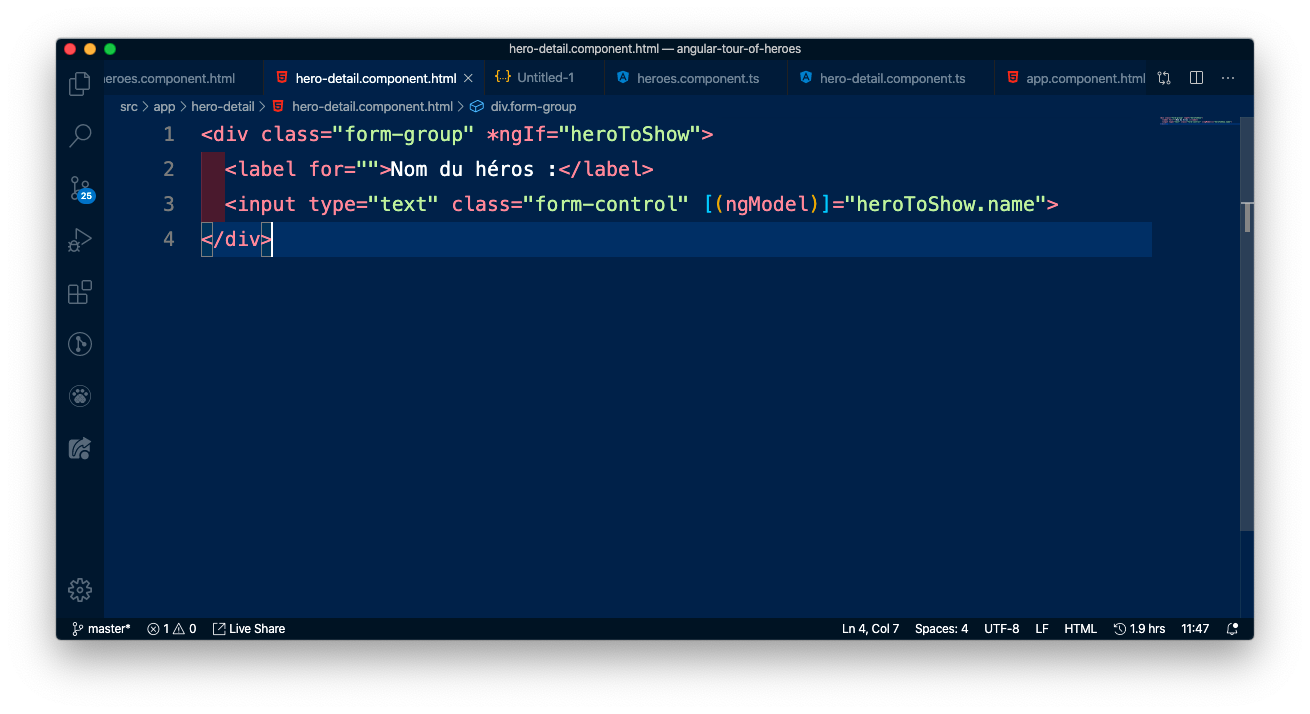 hero-detail.component.html — angular-tour-of-heroes
eroes.component.html hero-detail.component.html Untitled-1 heroes.component.ts hero-detail.component.ts app.component.html
src > app > hero-detail > hero-detail.component.html > div.form-group
1 <div class="form-group" *ngIf="heroToShow">
2 <label for="">Nom du héros :</label>
3 <input type="text" class="form-control" [(ngModel)]="heroToShow.name">
4 </div>
25
master* 1 0 Live Share Ln 4, Col 7 Spaces: 4 UTF-8 LF HTML 1.9 hrs 11:47